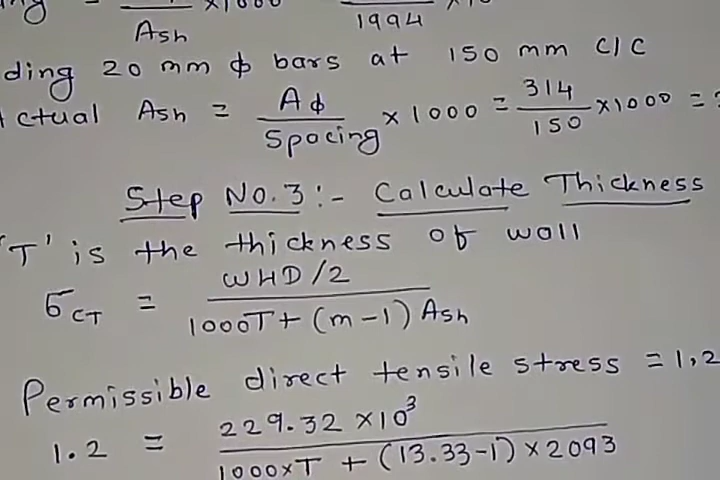 Ash 1994
ding 20 mm ϕ bars at 150 mm C/C
ctual Ash = Aϕ/Spacing × 1000 = 314/150 × 1000 =
Step No. 3 :- Calculate Thickness
'T' is the thickness of wall
σCT = WHD/2 / 1000T + (m-1) Ash
Permissible direct tensile stress = 1.2
1.2 = 229.32 × 10³ / 1000×T + (13.33-1) × 2093